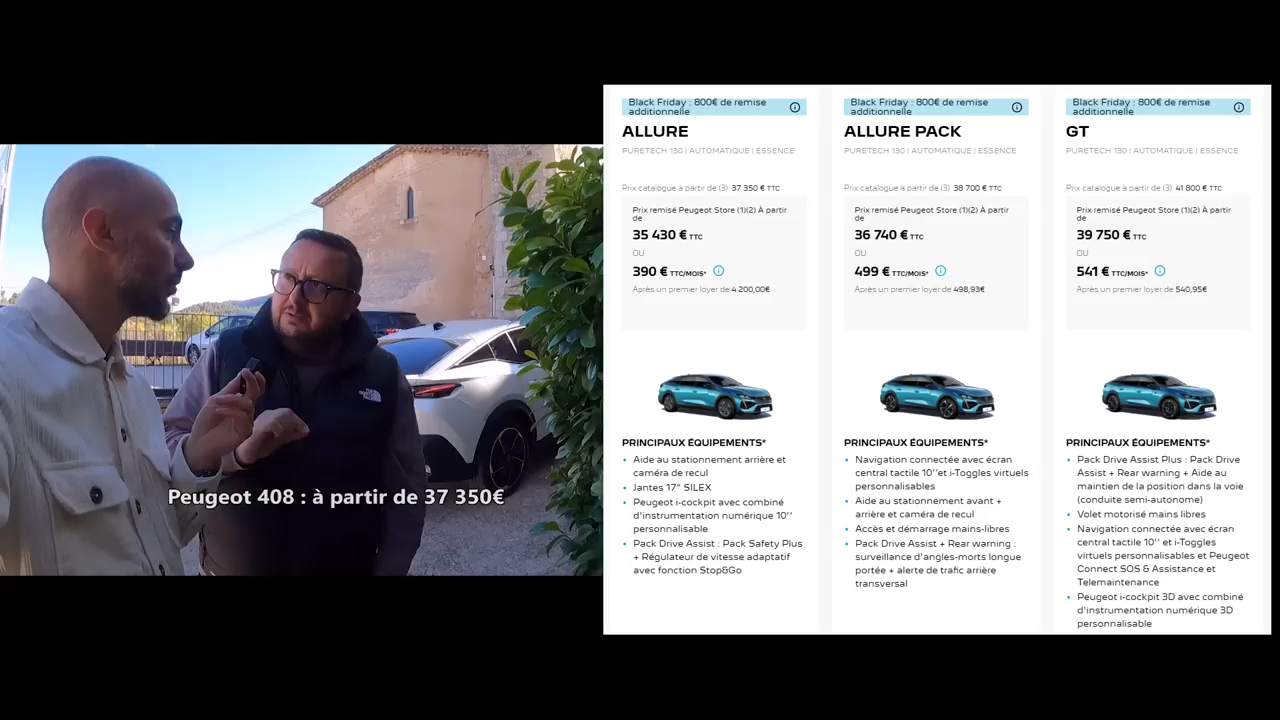 Peugeot 408 : à partir de 37 350€
THE
NORTH
FACE
Black Friday : 800€ de remise
additionnelle
ALLURE
PURETECH 130 | AUTOMATIQUE | ESSENCE
Prix catalogue à partir de (3) 37 350 € TTC
Prix remisé Peugeot Store (1)(2) À partir
de
35 430 € TTC
OU
390 € TTC/MOIS*
Après un premier loyer de 4 200,00€
PRINCIPAUX ÉQUIPEMENTS*
• Aide au stationnement arrière et
caméra de recul
• Jantes 17" SILEX
• Peugeot i-cockpit avec combiné
d'instrumentation numérique 10''
personnalisable
• Pack Drive Assist : Pack Safety Plus
+ Régulateur de vitesse adaptatif
avec fonction Stop&Go
Black Friday : 800€ de remise
additionnelle
ALLURE PACK
PURETECH 130 | AUTOMATIQUE | ESSENCE
Prix catalogue à partir de (3) 38 700 € TTC
Prix remisé Peugeot Store (1)(2) À partir
de
36 740 € TTC
OU
499 € TTC/MOIS*
Après un premier loyer de 498,93€
PRINCIPAUX ÉQUIPEMENTS*
• Navigation connectée avec écran
central tactile 10''et i-Toggles virtuels
personnalisables
• Aide au stationnement avant +
arrière et caméra de recul
• Accès et démarrage mains-libres
• Pack Drive Assist + Rear warning :
surveillance d'angles-morts longue
portée + alerte de trafic arrière
transversal
Black Friday : 800€ de remise
additionnelle
GT
PURETECH 130 | AUTOMATIQUE | ESSENCE
Prix catalogue à partir de (3) 41 800 € TTC
Prix remisé Peugeot Store (1)(2) À partir
de
39 750 € TTC
OU
541 € TTC/MOIS*
Après un premier loyer de 540,95€
PRINCIPAUX ÉQUIPEMENTS*
• Pack Drive Assist Plus : Pack Drive
Assist + Rear warning + Aide au
maintien de la position dans la voie
(conduite semi-autonome)
• Volet motorisé mains libres
• Navigation connectée avec écran
central tactile 10'' et i-Toggles
virtuels personnalisables et Peugeot
Connect SOS & Assistance et
Telemaintenance
• Peugeot i-cockpit 3D avec combiné
d'instrumentation numérique 3D
personnalisable